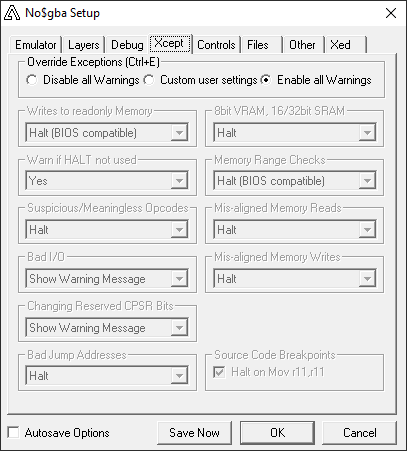 No$gba Setup
Emulator Layers Debug Xcept Controls Files Other Xed
Override Exceptions (Ctrl+E)
Disable all Warnings Custom user settings Enable all Warnings
Writes to readonly Memory 8bit VRAM, 16/32bit SRAM
Halt (BIOS compatible) Halt
Warn if HALT not used Memory Range Checks
Yes Halt (BIOS compatible)
Suspicious/Meaningless Opcodes Mis-aligned Memory Reads
Halt Halt
Bad I/O Mis-aligned Memory Writes
Show Warning Message Halt
Changing Reserved CPSR Bits
Show Warning Message
Bad Jump Addresses Source Code Breakpoints
Halt Halt on Mov r11,r11
Autosave Options Save Now OK Cancel